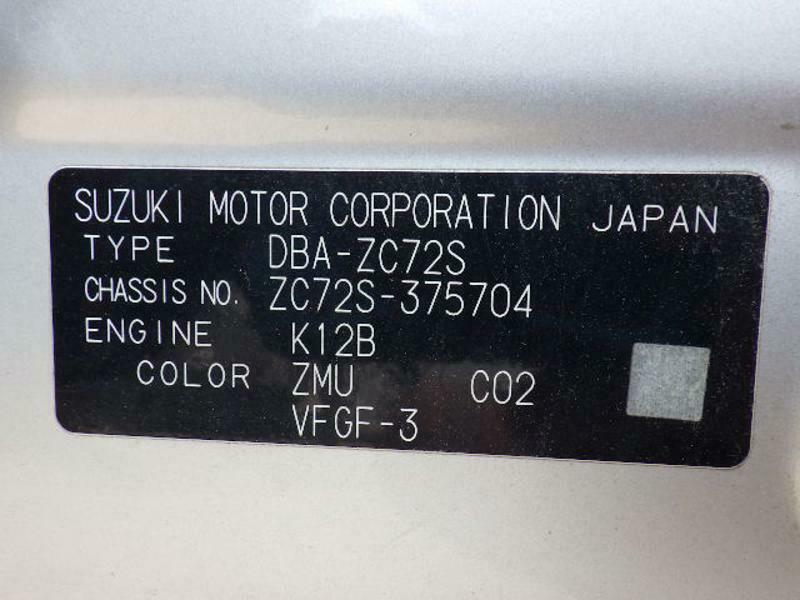 SUZUKI MOTOR CORPORATION JAPAN
TYPE DBA-ZC72S
CHASSIS NO. ZC72S-375704
ENGINE K12B
COLOR ZMU C02
VFGF-3